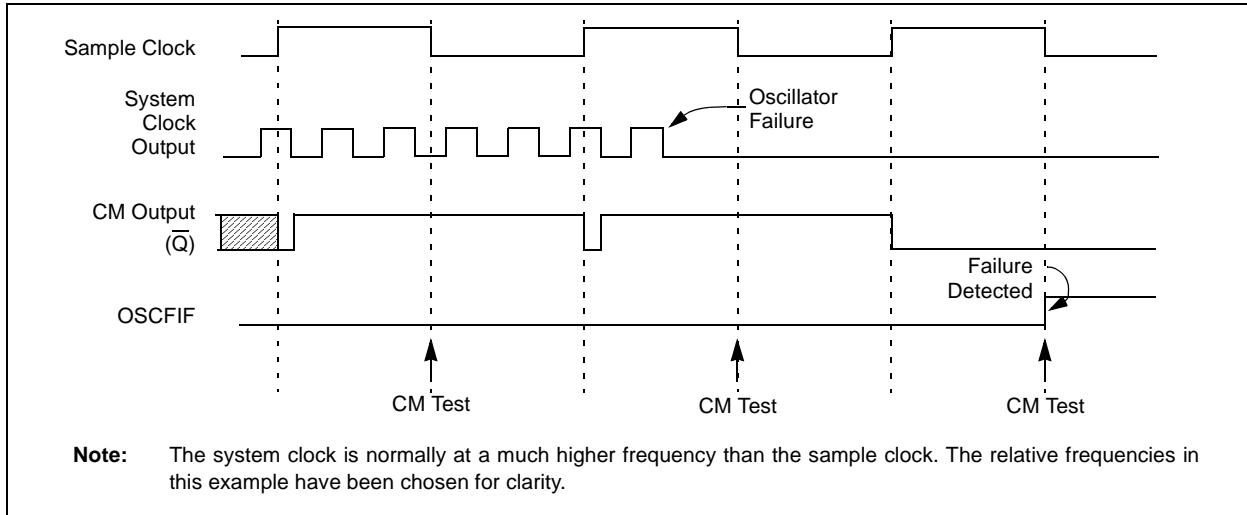 Sample Clock
System
Clock
Output
Oscillator
Failure
CM Output
(Q̅)
Failure
Detected
OSCFIF
CM Test
CM Test
CM Test
Note: The system clock is normally at a much higher frequency than the sample clock. The relative frequencies in
this example have been chosen for clarity.